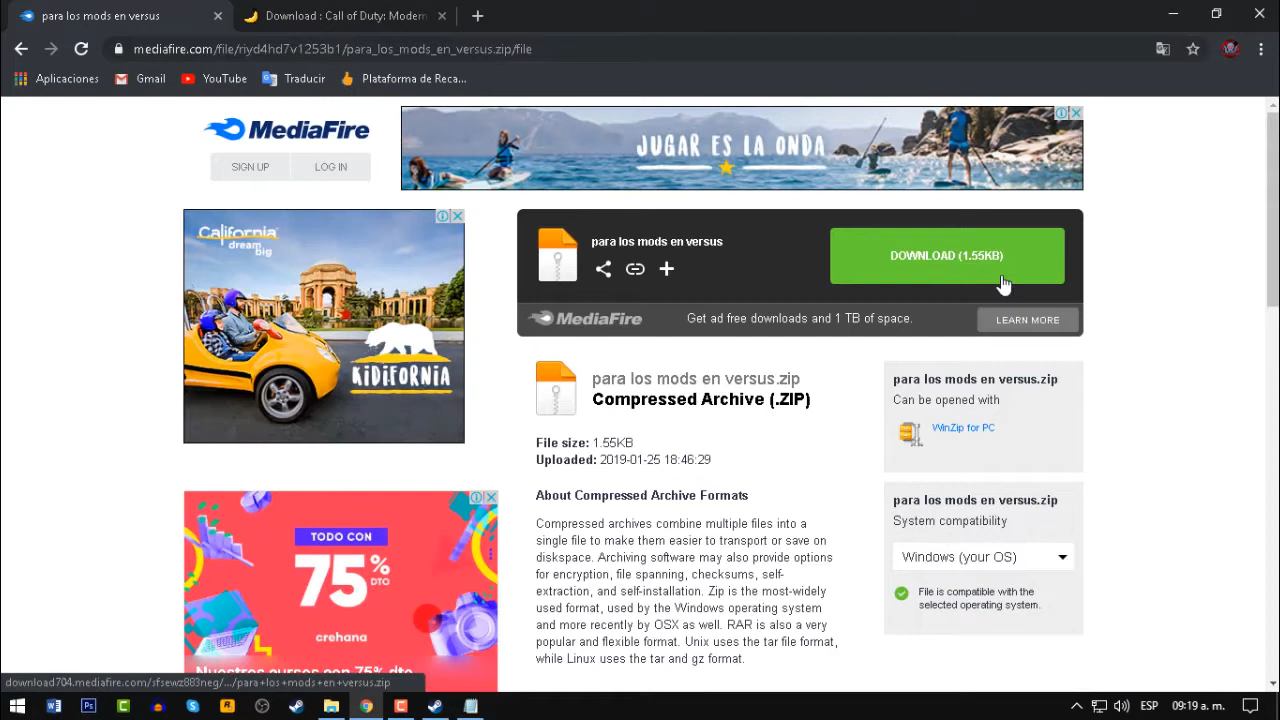 para los mods en versus
Download : Call of Duty: Modern
mediafire.com/file/riyd4hd7v1253b1/para_los_mods_en_versus.zip/file
Aplicaciones
Gmail
YouTube
Traducir
Plataforma de Reca...
MediaFire
SIGN UP
LOG IN
JUGAR ES LA ONDA
California
dream
big
KIDIFORNIA
para los mods en versus
DOWNLOAD (1.55KB)
MediaFire
Get ad free downloads and 1 TB of space.
LEARN MORE
para los mods en versus.zip
Compressed Archive (.ZIP)
File size: 1.55KB
Uploaded: 2019-01-25 18:46:29
About Compressed Archive Formats
Compressed archives combine multiple files into a
single file to make them easier to transport or save on
diskspace. Archiving software may also provide options
for encryption, file spanning, checksums, self-
extraction, and self-installation. Zip is the most-widely
used format, used by the Windows operating system
and more recently by OSX as well. RAR is also a very
popular and flexible format. Unix uses the tar file format,
while Linux uses the tar and gz format.
para los mods en versus.zip
Can be opened with
WinZip for PC
para los mods en versus.zip
System compatibility
Windows (your OS)
File is compatible with the
selected operating system.
TODO CON
75% DTO
crehana
Nuestros cursos con 75% dto
download704.mediafire.com/sfsewz883neg/.../para+los+mods+en+versus.zip
ESP
09:19 a. m.